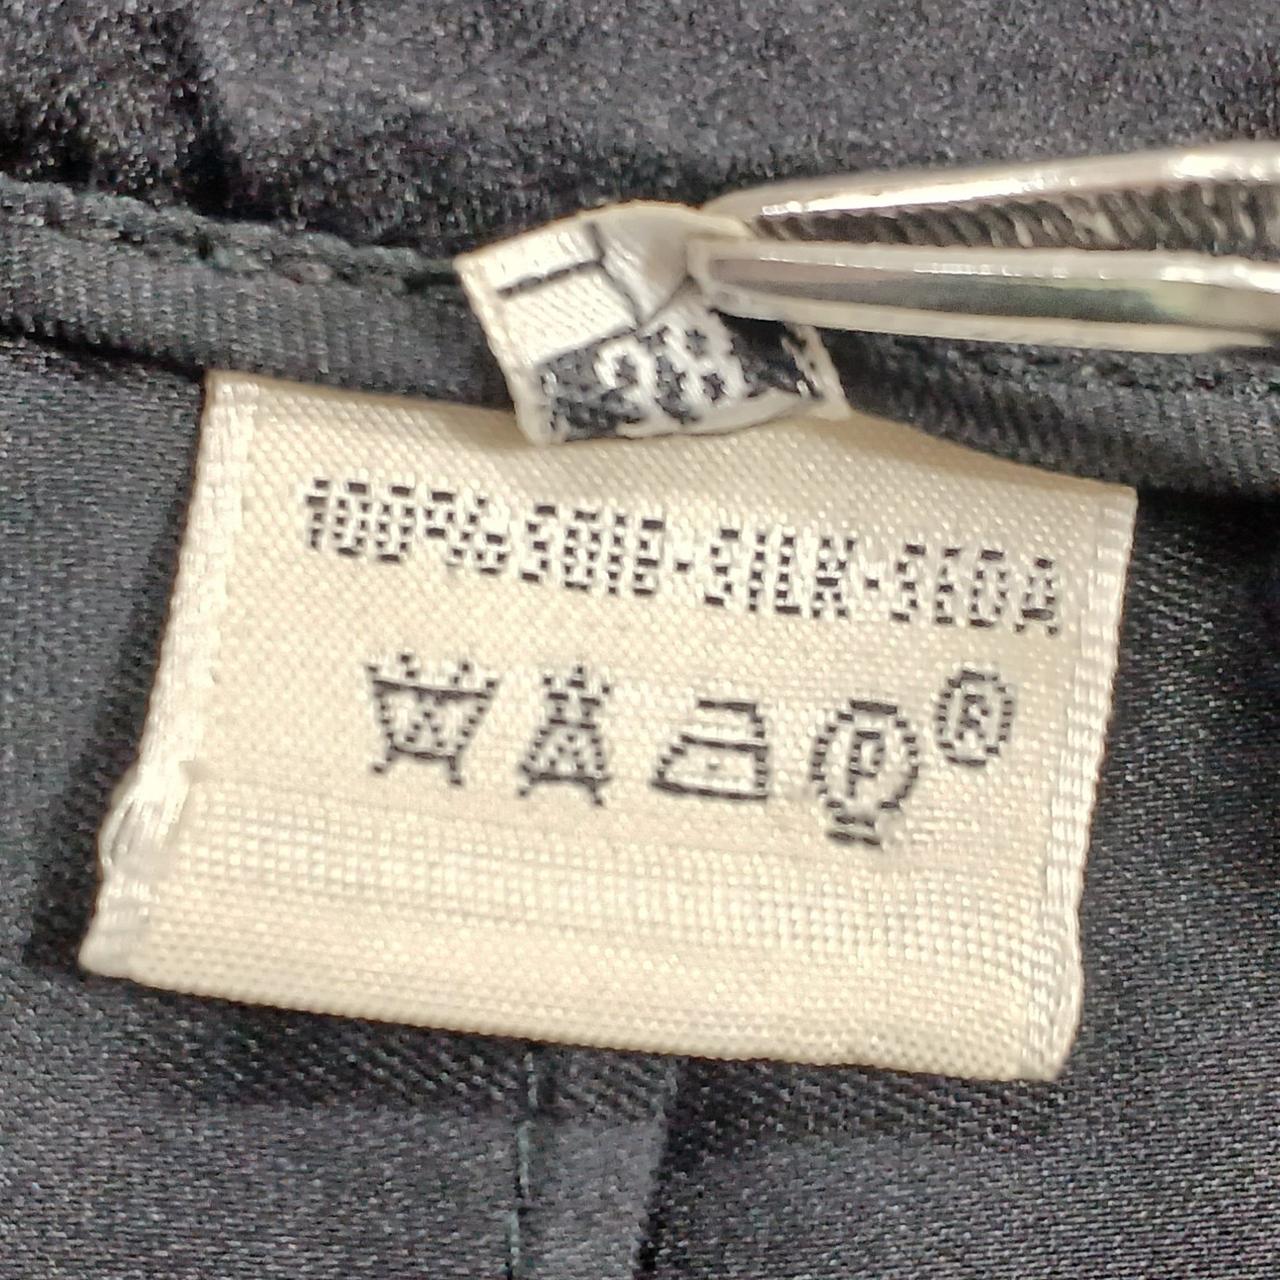 100% SOIE·SILK·SEDA
P ®